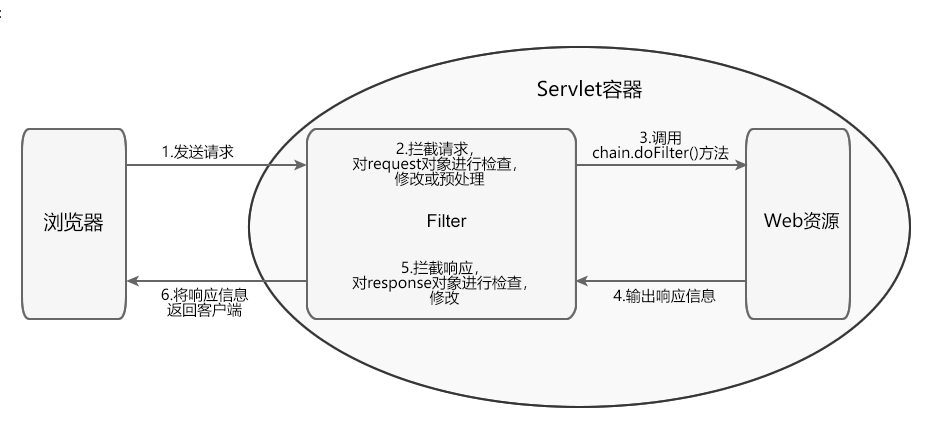 :
Servlet容器
浏览器
1.发送请求
2.拦截请求，
对request对象进行检查，
修改或预处理
Filter
3.调用
chain.doFilter()方法
Web资源
4.输出响应信息
5.拦截响应，
对response对象进行检查，
修改
6.将响应信息
返回客户端